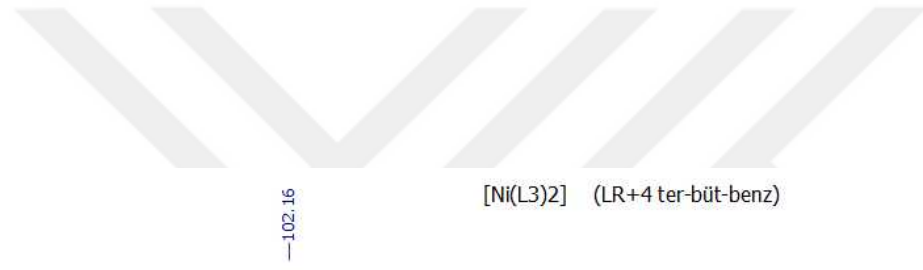 [Ni(L3)2] (LR+4 ter-büt-benz)
—102.16